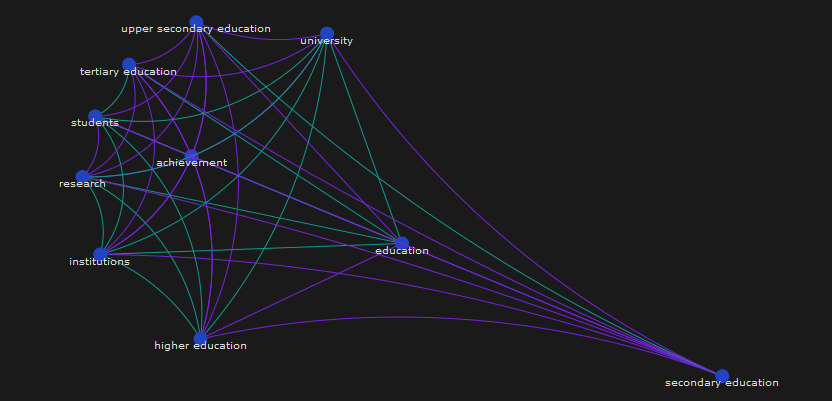 upper secondary education
university
tertiary education
students
achievement
research
education
institutions
higher education
secondary education